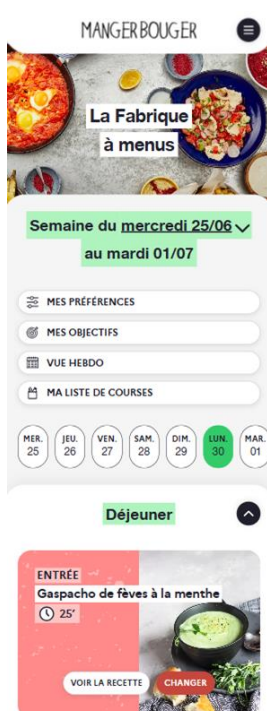 MANGERBOUGER
La Fabrique
à menus
Semaine du mercredi 25/06
au mardi 01/07
MES PRÉFÉRENCES
MES OBJECTIFS
VUE HEBDO
MA LISTE DE COURSES
MER. JEU. VEN. SAM. DIM. LUN. MAR.
25 26 27 28 29 30 01
Déjeuner
ENTRÉE
Gaspacho de fèves à la menthe
25'
VOIR LA RECETTE CHANGER